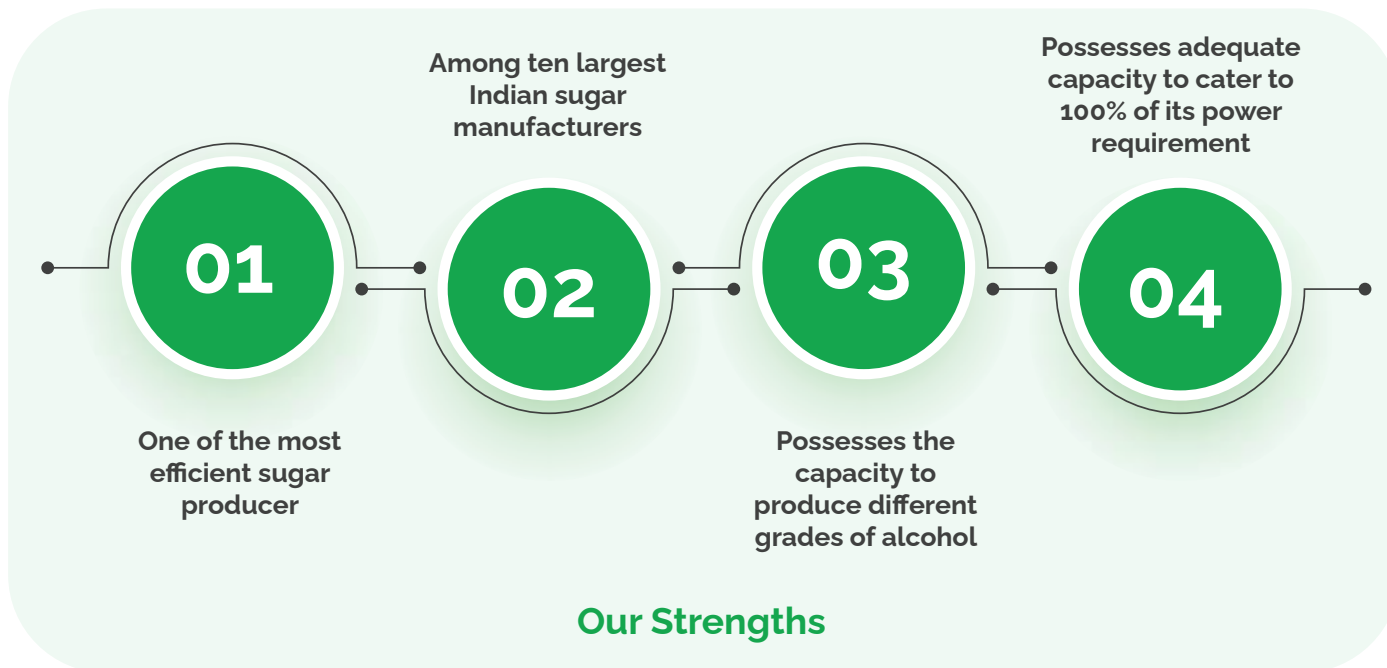 01
One of the most
efficient sugar
producer
Among ten largest
Indian sugar
manufacturers
02
03
Possesses the
capacity to
produce different
grades of alcohol
Possesses adequate
capacity to cater to
100% of its power
requirement
04
Our Strengths